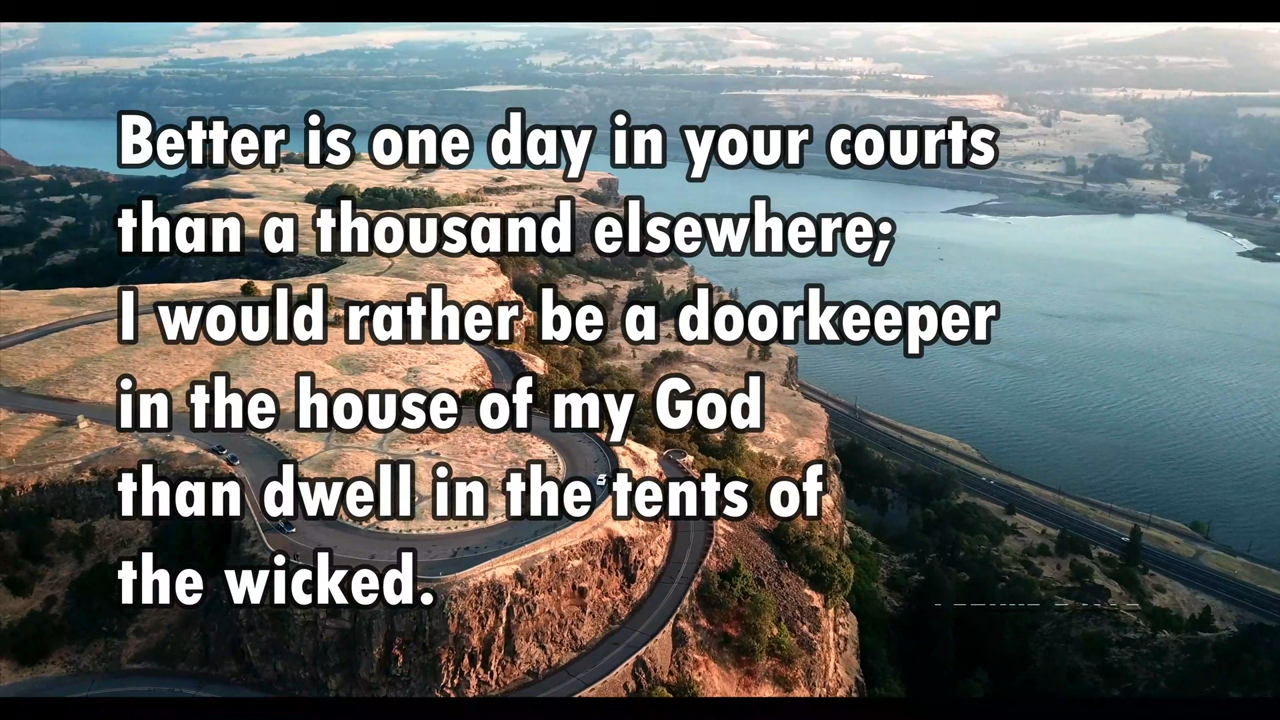 Better is one day in your courts
than a thousand elsewhere;
I would rather be a doorkeeper
in the house of my God
than dwell in the tents of
the wicked.